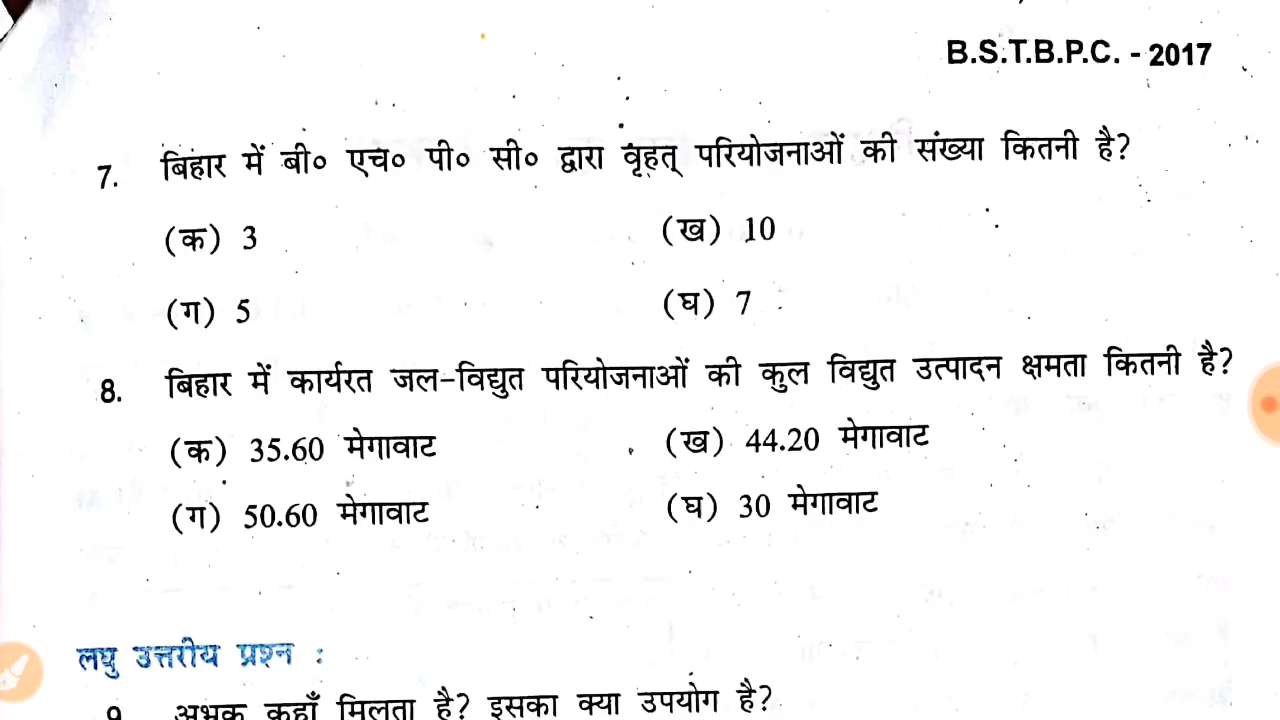 B.S.T.B.P.C. - 2017
7. बिहार में बी० एच० पी० सी० द्वारा वृहत् परियोजनाओं की संख्या कितनी है?
(क) 3 (ख) 10
(ग) 5 (घ) 7
8. बिहार में कार्यरत जल-विद्युत परियोजनाओं की कुल विद्युत उत्पादन क्षमता कितनी है?
(क) 35.60 मेगावाट (ख) 44.20 मेगावाट
(ग) 50.60 मेगावाट (घ) 30 मेगावाट
लघु उत्तरीय प्रश्न :
9. अभ्रक कहाँ मिलता है? इसका क्या उपयोग है?